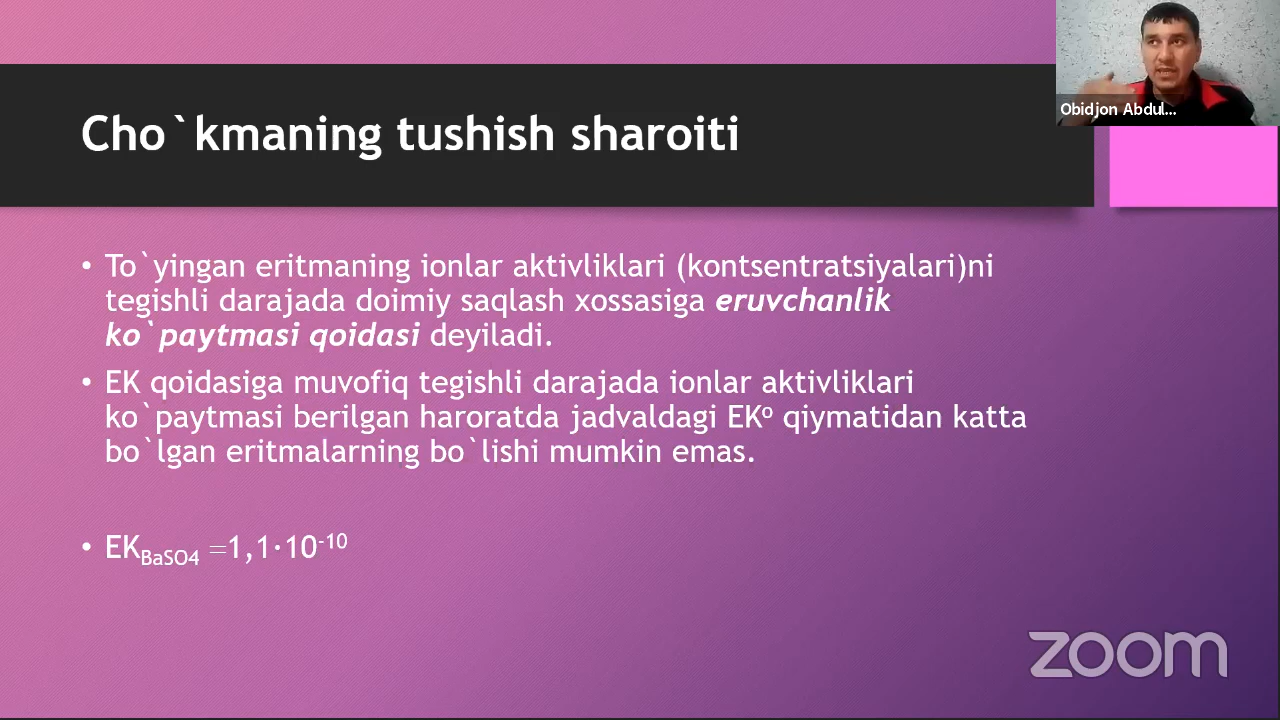 Obidjon Abdul...
Cho`kmaning tushish sharoiti
• To`yingan eritmaning ionlar aktivliklari (kontsentratsiyalari)ni
tegishli darajada doimiy saqlash xossasiga eruvchanlik
ko`paytmasi qoidasi deyiladi.
• EK qoidasiga muvofiq tegishli darajada ionlar aktivliklari
ko`paytmasi berilgan haroratda jadvaldagi EKº qiymatidan katta
bo`lgan eritmalarning bo`lishi mumkin emas.
• EK_BaSO4 =1,1·10⁻¹⁰
zoom